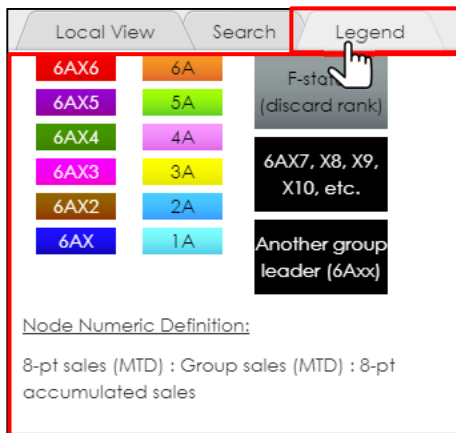 Local View
Search
Legend
6AX6
6A
6AX5
5A
6AX4
4A
6AX3
3A
6AX2
2A
6AX
1A
(discard rank)
6AX7, X8, X9,
X10, etc.
Another group
leader (6Axx)
Node Numeric Definition:
8-pt sales (MTD) : Group sales (MTD) : 8-pt
accumulated sales